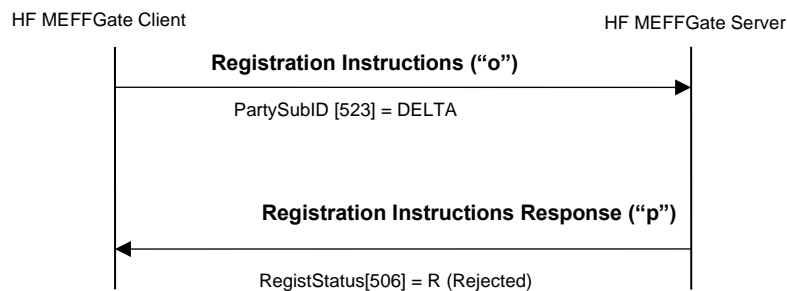 HF MEFFGate Client
HF MEFFGate Server
Registration Instructions (“o”)
PartySubID [523] = DELTA
Registration Instructions Response (“p”)
RegistStatus[506] = R (Rejected)